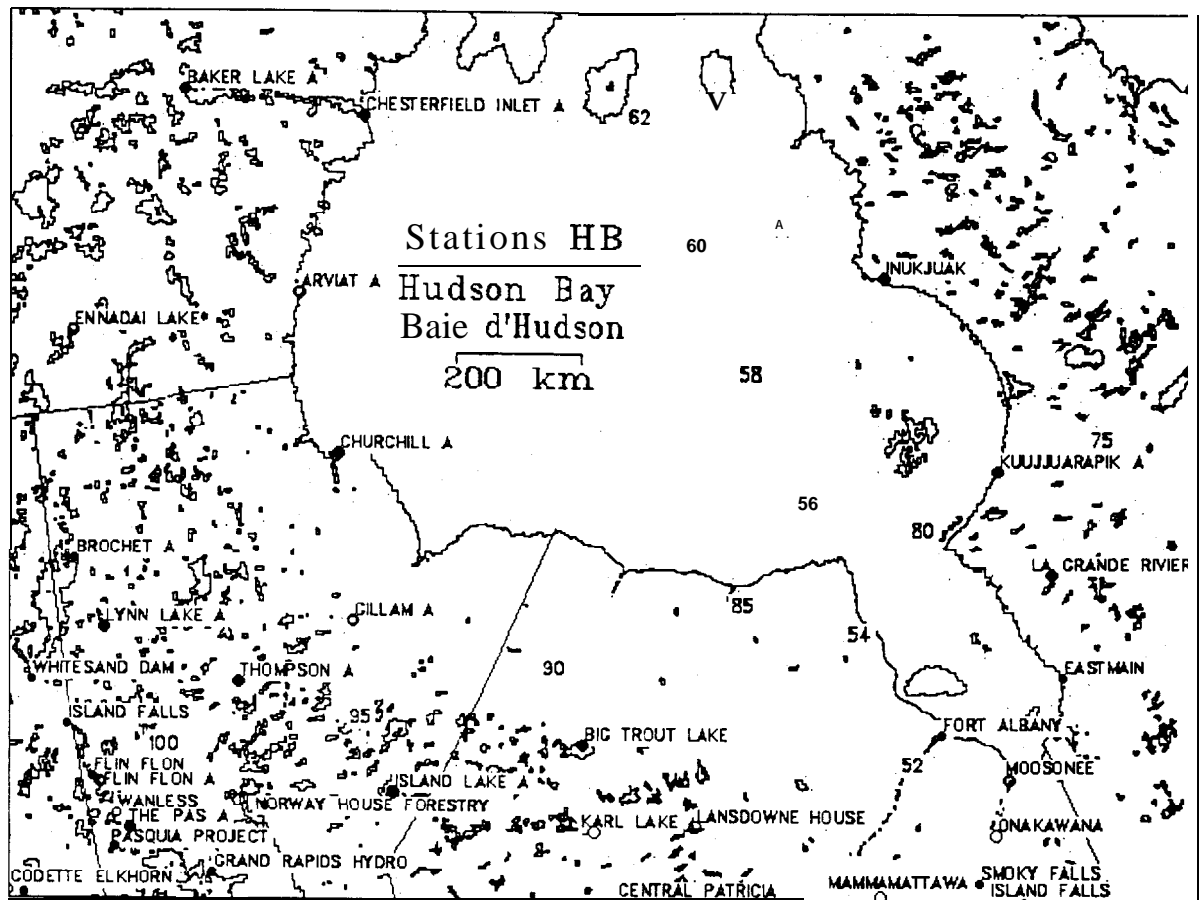 BAKER LAKE A
CHESTERFIELD INLET A
62
V
A
60
Stations HB
Hudson Bay
Baie d'Hudson
200 km
INUKJUAK
ARVIAT A
ENNADAI LAKE
58
75
CHURCHILL A
KUUJJUARAPIK A
56
80
BROCHET A
LA GRANDE RIVIER
LYNN LAKE A
GILLAM A
85
54
WHITESAND DAM
THOMPSON A
90
EASTMAIN
ISLAND FALLS
95
100
BIG TROUT LAKE
FORT ALBANY
FLIN FLON
FLIN FLON A
ISLAND LAKE A
52
MOOSONEE
WANLESS
NORWAY HOUSE FORESTRY
THE PAS A
KARL LAKE
LANSDOWNE HOUSE
ONAKAWANA
PASQUIA PROJECT
GRAND RAPIDS HYDRO
CODETTE ELKHORN
CENTRAL PATRICIA
MAMMAMATTAWA
SMOKY FALLS
ISLAND FALLS